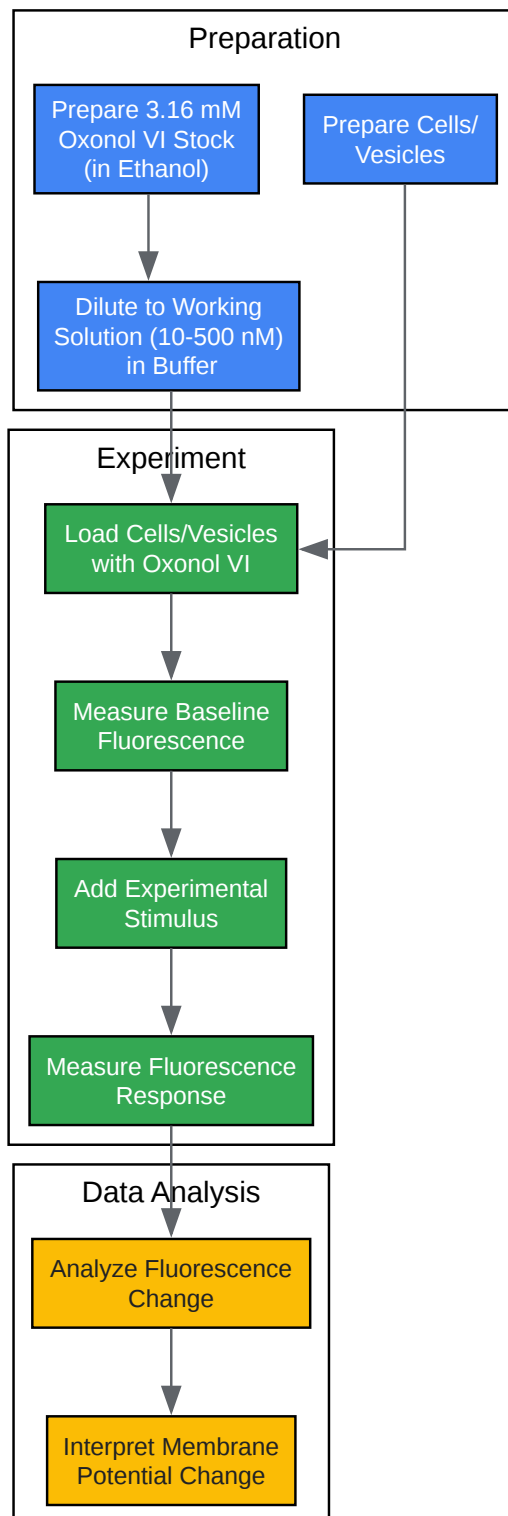 Preparation
Prepare 3.16 mM
Oxonol VI Stock
(in Ethanol)
Prepare Cells/
Vesicles
Dilute to Working
Solution (10-500 nM)
in Buffer
Experiment
Load Cells/Vesicles
with Oxonol VI
Measure Baseline
Fluorescence
Add Experimental
Stimulus
Measure Fluorescence
Response
Data Analysis
Analyze Fluorescence
Change
Interpret Membrane
Potential Change